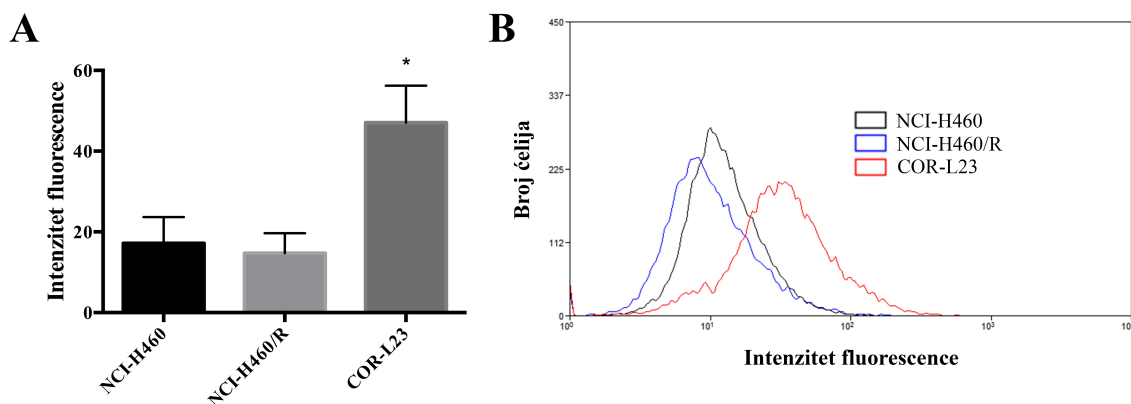 A
Intenzitet fluorescence
60
40
20
0
*
NCI-H460
NCI-H460/R
COR-L23
B
Broj ćelija
450
337
225
112
0
NCI-H460
NCI-H460/R
COR-L23
10⁰
10¹
10²
10³
10
Intenzitet fluorescence